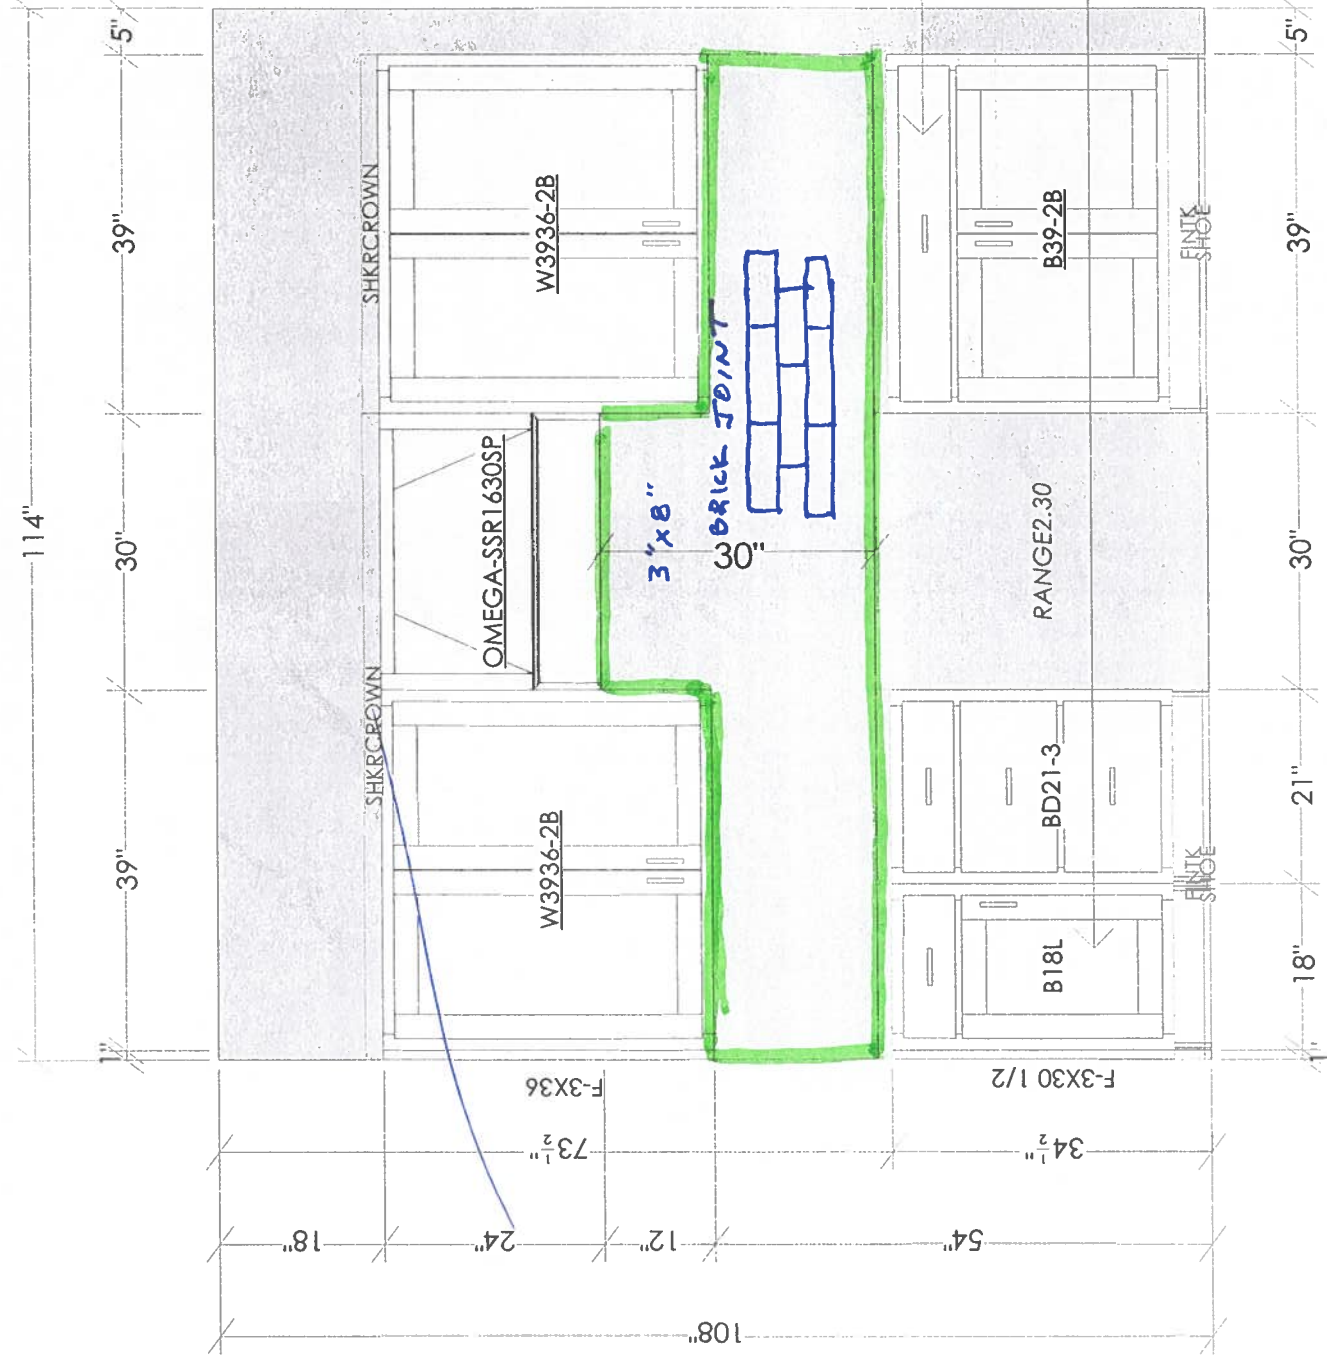 114"
5"
39"
30"
39"
1"
SHKRCROWN
SHKRCROWN
W3936-2B
OMEGA-SSR1630SP
W3936-2B
3"x8"
BRICK JOINT
30"
B39-2B
RANGE2.30
BD21-3
B18L
FINTK
SHOE
FINTK
SHOE
5"
39"
30"
21"
18"
1"
F-3X36
F-3X30 1/2
73 1/2"
34 1/2"
18"
24"
12"
54"
108"